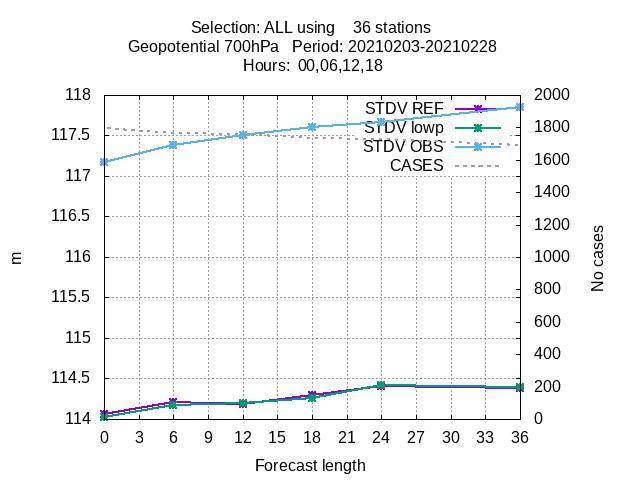 Selection: ALL using    36 stations
Geopotential 700hPa   Period: 20210203-20210228
Hours:  00,06,12,18
118 2000
STDV REF
1800
STDV lowp
117.5
STDV OBS
1600
CASES
117
1400
116.5 1200
116 1000
115.5 800
600
115
400
114.5 200
114 0
0 3 6 9 12 15 18 21 24 27 30 33 36
Forecast length
m
No cases